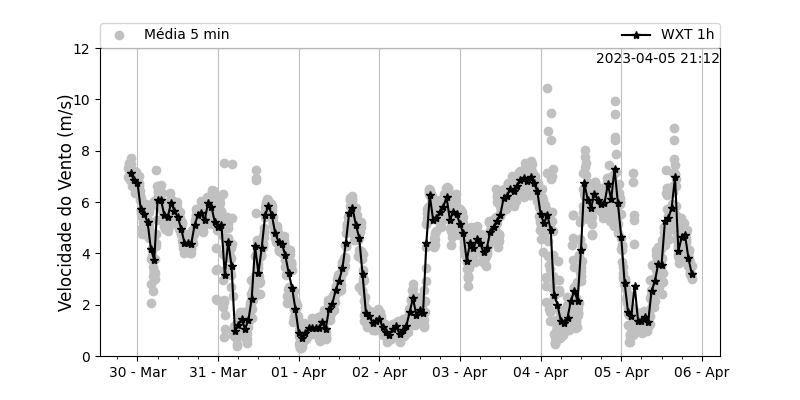 Média 5 min
WXT 1h
2023-04-05 21:12
Velocidade do Vento (m/s)
12
10
8
6
4
2
0
30 - Mar
31 - Mar
01 - Apr
02 - Apr
03 - Apr
04 - Apr
05 - Apr
06 - Apr